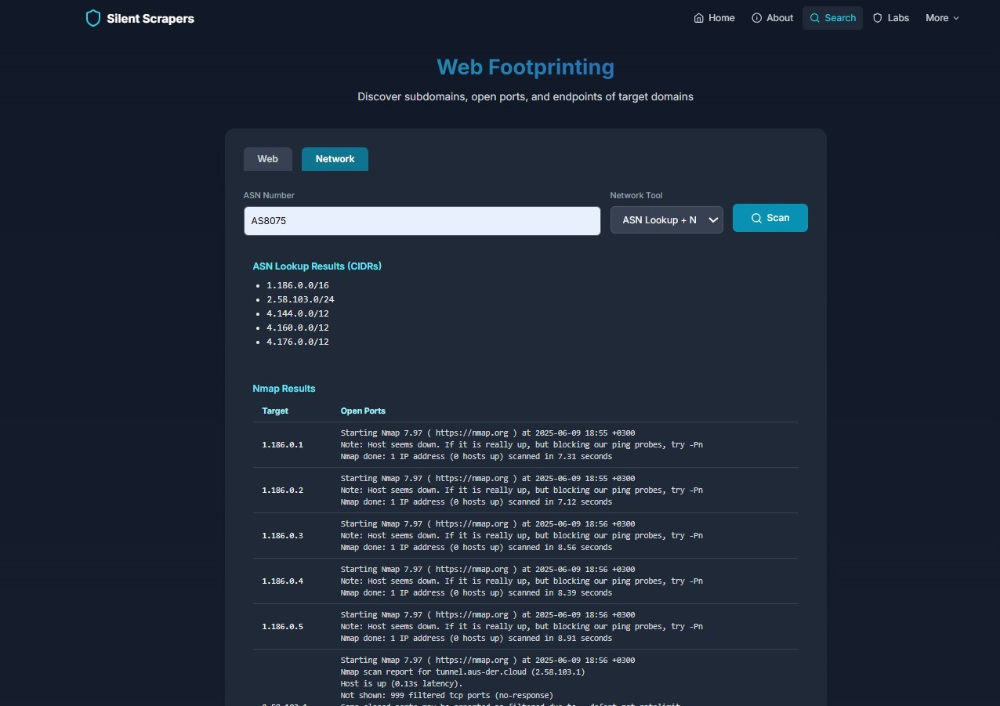 Silent Scrapers
Home
About
Search
Labs
More
Web Footprinting
Discover subdomains, open ports, and endpoints of target domains
Web
Network
ASN Number
Network Tool
AS8075
ASN Lookup + N
Scan
ASN Lookup Results (CIDRs)
1.186.0.0/16
2.58.103.0/24
4.144.0.0/12
4.160.0.0/12
4.176.0.0/12
Nmap Results
Target
Open Ports
1.186.0.1
Starting Nmap 7.97 ( https://nmap.org ) at 2025-06-09 18:55 +0300
Note: Host seems down. If it is really up, but blocking our ping probes, try -Pn
Nmap done: 1 IP address (0 hosts up) scanned in 7.31 seconds
1.186.0.2
Starting Nmap 7.97 ( https://nmap.org ) at 2025-06-09 18:55 +0300
Note: Host seems down. If it is really up, but blocking our ping probes, try -Pn
Nmap done: 1 IP address (0 hosts up) scanned in 7.12 seconds
1.186.0.3
Starting Nmap 7.97 ( https://nmap.org ) at 2025-06-09 18:56 +0300
Note: Host seems down. If it is really up, but blocking our ping probes, try -Pn
Nmap done: 1 IP address (0 hosts up) scanned in 8.56 seconds
1.186.0.4
Starting Nmap 7.97 ( https://nmap.org ) at 2025-06-09 18:56 +0300
Note: Host seems down. If it is really up, but blocking our ping probes, try -Pn
Nmap done: 1 IP address (0 hosts up) scanned in 8.39 seconds
1.186.0.5
Starting Nmap 7.97 ( https://nmap.org ) at 2025-06-09 18:56 +0300
Note: Host seems down. If it is really up, but blocking our ping probes, try -Pn
Nmap done: 1 IP address (0 hosts up) scanned in 8.91 seconds
Starting Nmap 7.97 ( https://nmap.org ) at 2025-06-09 18:56 +0300
Nmap scan report for tunnel.aus-der.cloud (2.58.103.1)
Host is up (0.13s latency).
Not shown: 999 filtered tcp ports (no-response)